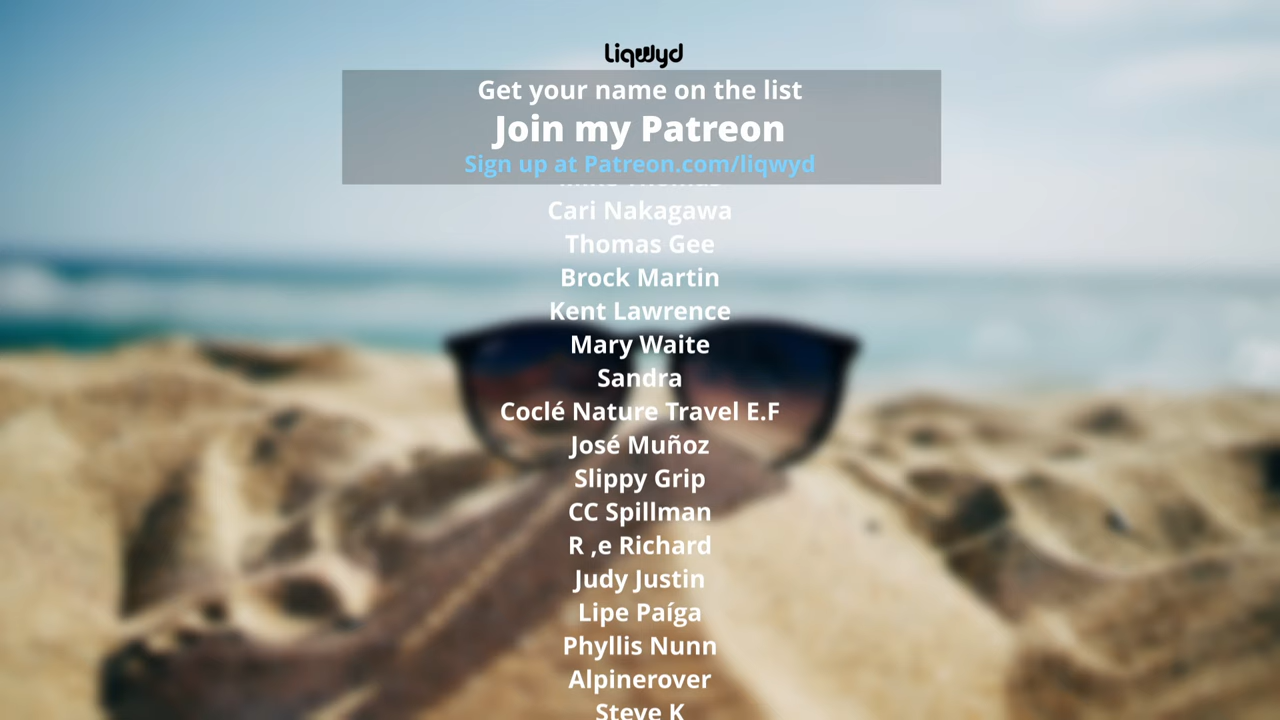 Liqwyd
Get your name on the list
Join my Patreon
Sign up at Patreon.com/liqwyd
Cari Nakagawa
Thomas Gee
Brock Martin
Kent Lawrence
Mary Waite
Sandra
Coclé Nature Travel E.F
José Muñoz
Slippy Grip
CC Spillman
R ,e Richard
Judy Justin
Lipe Paíga
Phyllis Nunn
Alpinerover
Steve K